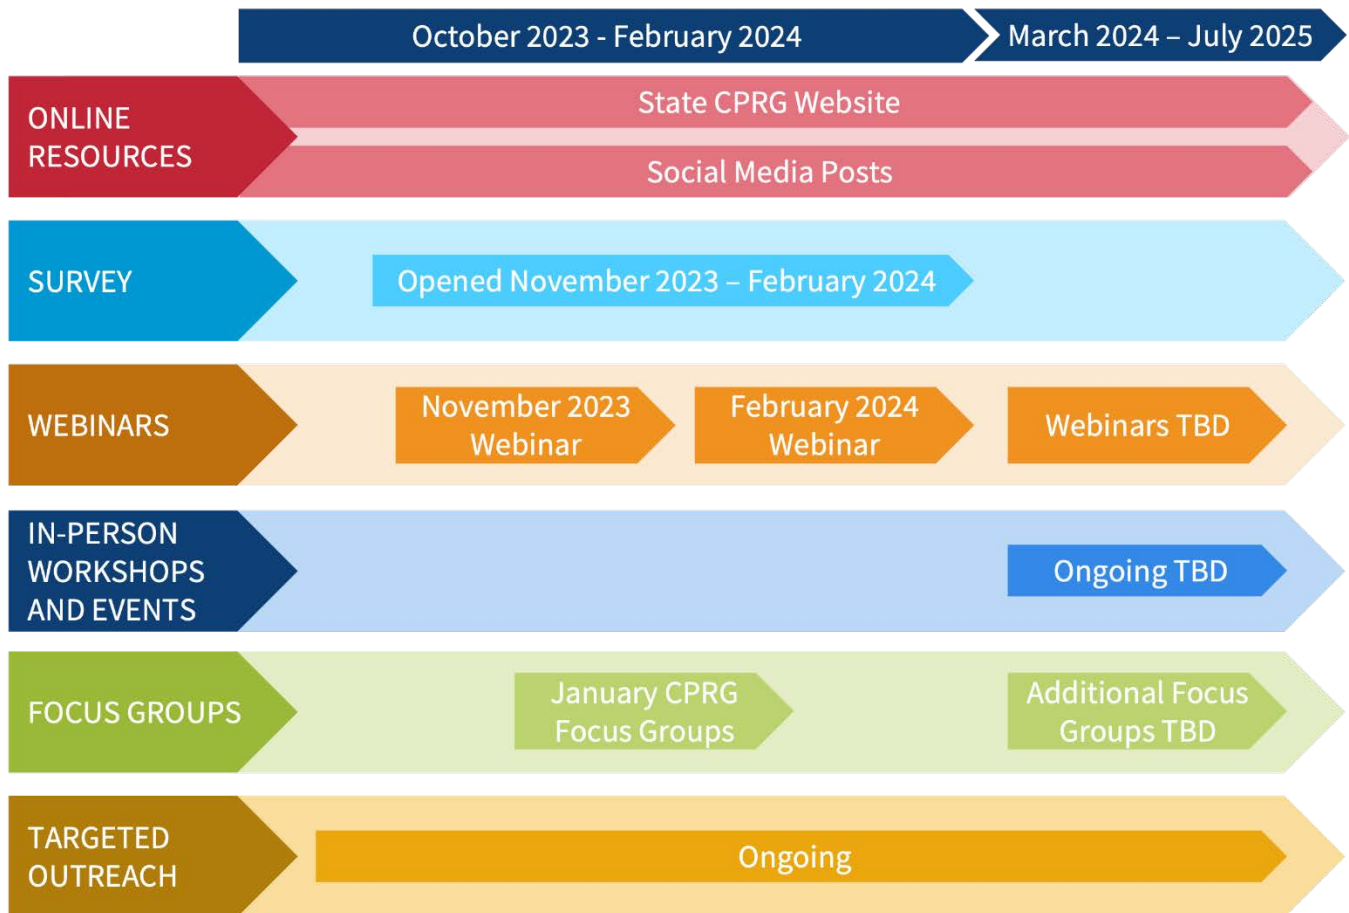 October 2023 - February 2024
March 2024 – July 2025
ONLINE
RESOURCES
State CPRG Website
Social Media Posts
SURVEY
Opened November 2023 – February 2024
WEBINARS
November 2023
Webinar
February 2024
Webinar
Webinars TBD
IN-PERSON
WORKSHOPS
AND EVENTS
Ongoing TBD
FOCUS GROUPS
January CPRG
Focus Groups
Additional Focus
Groups TBD
TARGETED
OUTREACH
Ongoing